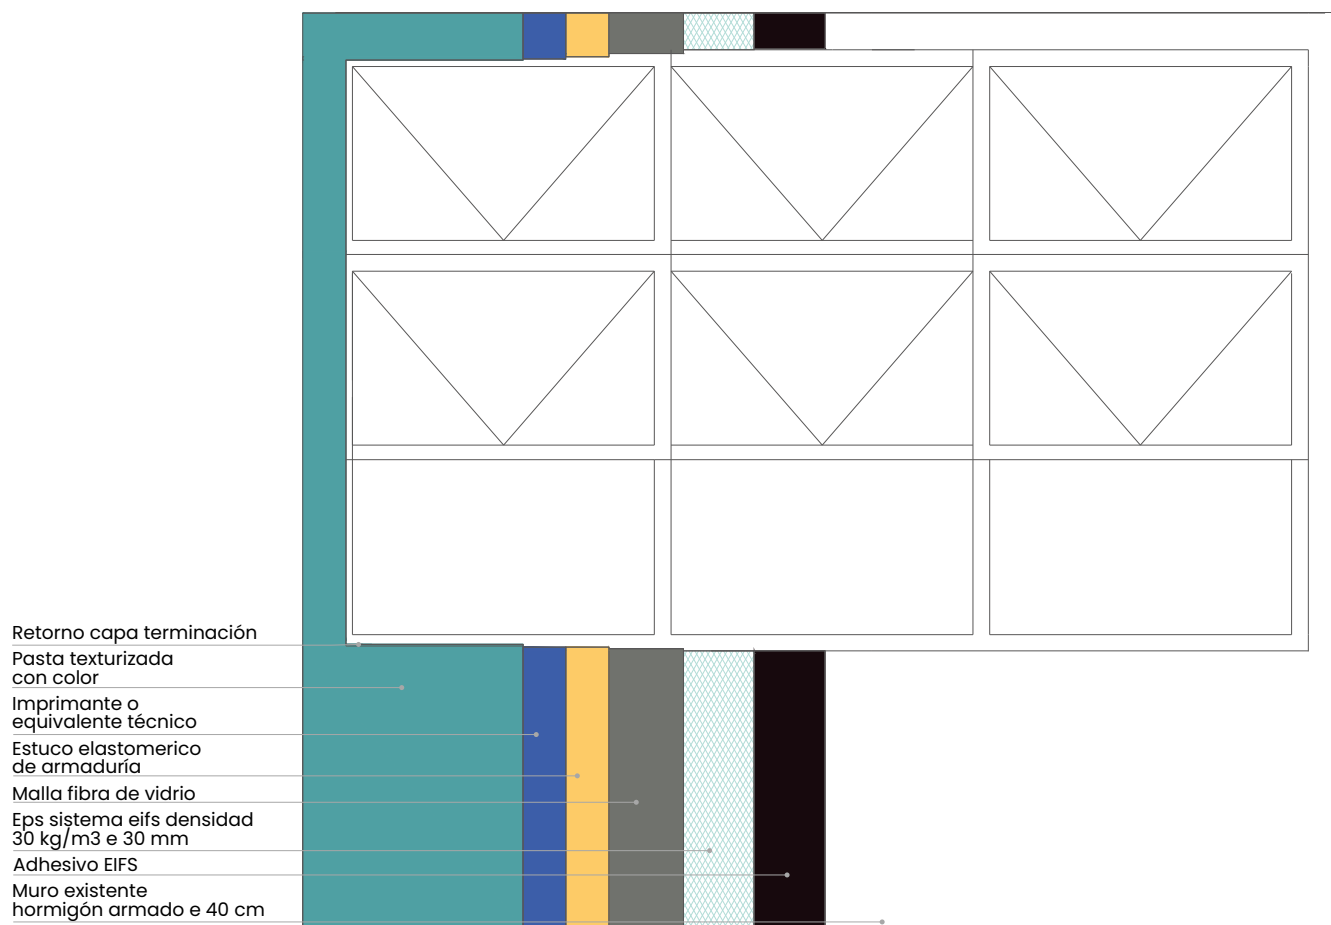 Retorno capa terminación
Pasta texturizada
con color
Imprimante o
equivalente técnico
Estuco elastomerico
de armaduría
Malla fibra de vidrio
Eps sistema eifs densidad
30 kg/m3 e 30 mm
Adhesivo EIFS
Muro existente
hormigón armado e 40 cm